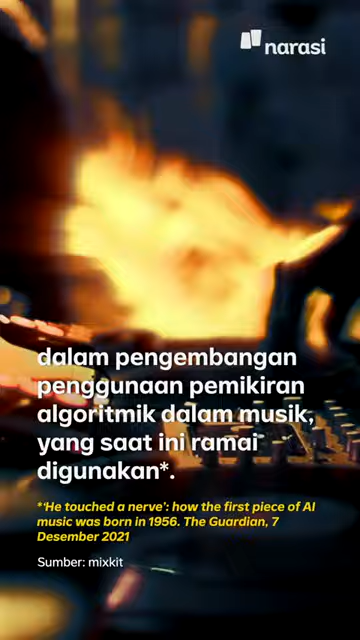 narasi
dalam pengembangan
penggunaan pemikiran
algoritmik dalam musik,
yang saat ini ramai
digunakan*.
*'He touched a nerve': how the first piece of AI
music was born in 1956. The Guardian, 7
Desember 2021
Sumber: mixkit